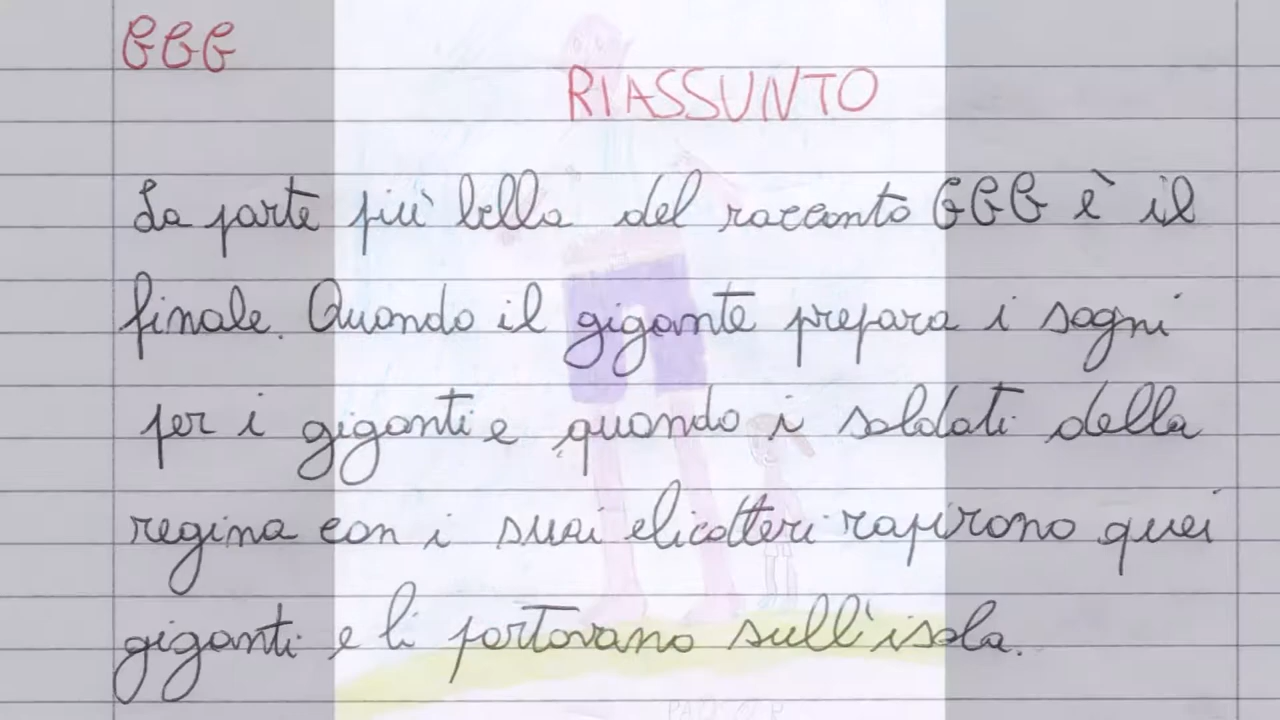 GGG
RIASSUNTO
La parte più bella del racconto GGG è il
finale. Quando il gigante prepara i sogni
per i giganti e quando i soldati della
regina con i suoi elicotteri rapirono quei
giganti e li portavano sull'isola.